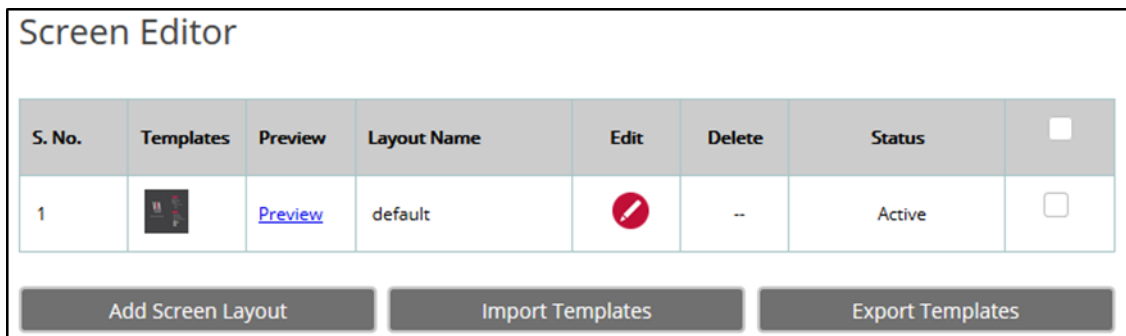 Screen Editor
S. No. Templates Preview Layout Name Edit Delete Status
1 Preview default -- Active
Add Screen Layout Import Templates Export Templates